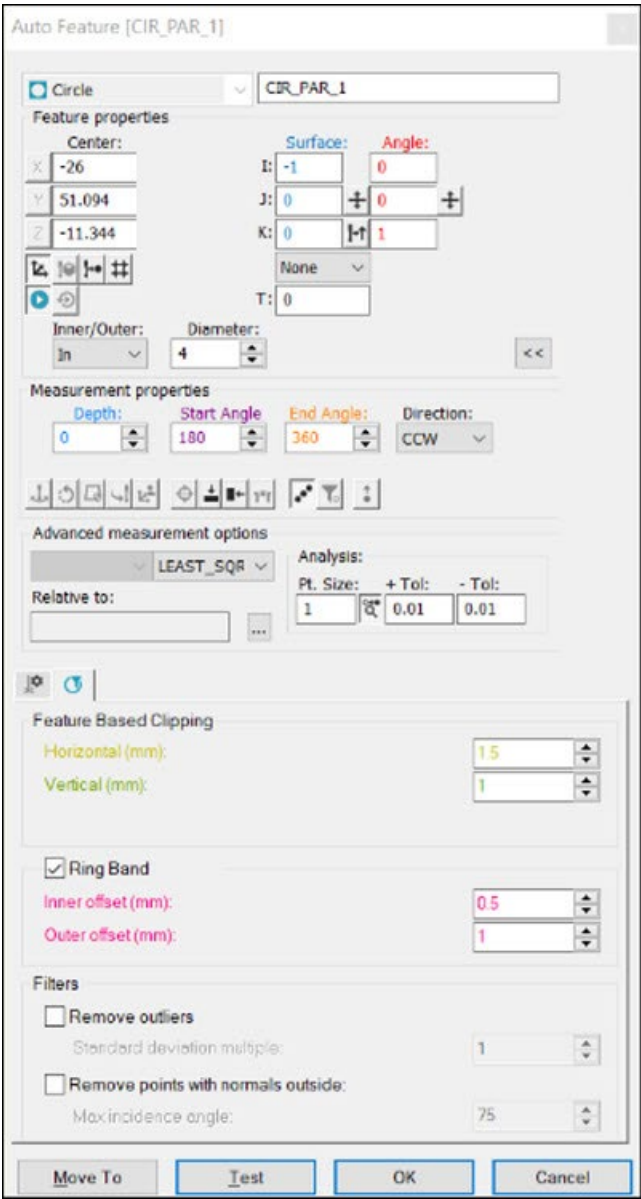 Auto Feature [CIR_PAR_1]
Circle CIR_PAR_1
Feature properties
Center: Surface: Angle:
X -26 I: -1 0
Y 51.094 J: 0 0
Z -11.344 K: 0 1
None
T: 0
Inner/Outer: Diameter:
In 4 <<
Measurement properties
Depth: Start Angle End Angle: Direction:
0 180 360 CCW
Advanced measurement options
LEAST_SQR Analysis:
Relative to: Pt. Size: + Tol: - Tol:
1 0.01 0.01
...
Feature Based Clipping
Horizontal (mm): 1.5
Vertical (mm): 1
Ring Band
Inner offset (mm): 0.5
Outer offset (mm): 1
Filters
Remove outliers
Standard deviation multiple: 1
Remove points with normals outside:
Max incidence angle: 75
Move To Test OK Cancel